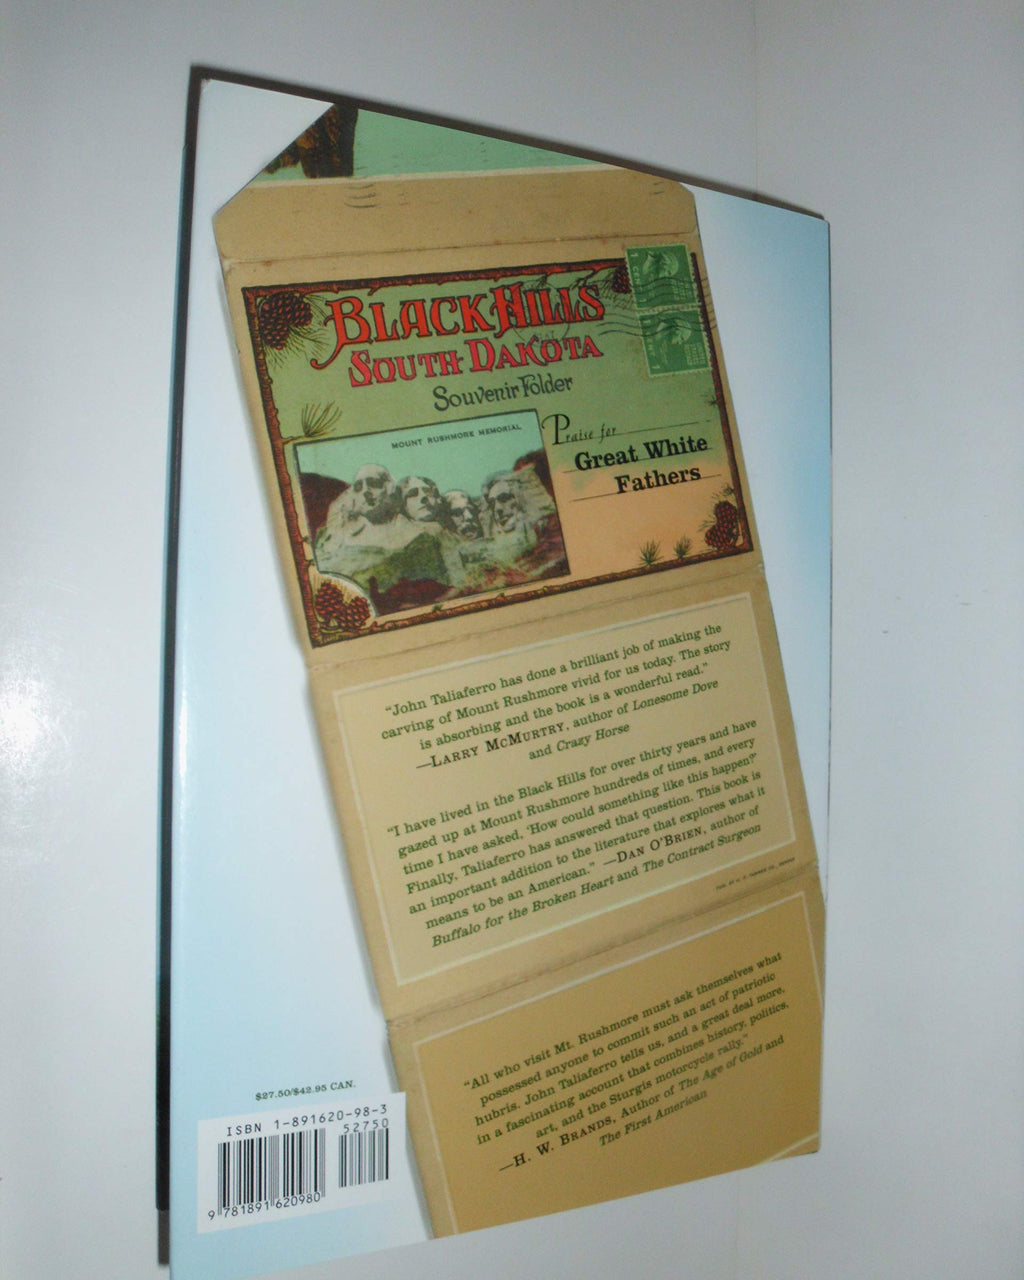 BLACK HILLS
SOUTH DAKOTA
Souvenir Folder
1 CENT
1 CENT
MOUNT RUSHMORE MEMORIAL
Praise for
Great White
Fathers
“John Taliaferro has done a brilliant job of making the
carving of Mount Rushmore vivid for us today. The story
is absorbing and the book is a wonderful read.”
—LARRY MCMURTRY, author of Lonesome Dove
and Crazy Horse
“I have lived in the Black Hills for over thirty years and have
gazed up at Mount Rushmore hundreds of times, and every
time I have asked, ‘How could something like this happen?’
Finally, Taliaferro has answered that question. This book is
an important addition to the literature that explores what it
means to be an American.” —DAN O’BRIEN, author of
Buffalo for the Broken Heart and The Contract Surgeon
“All who visit Mt. Rushmore must ask themselves what
possessed anyone to commit such an act of patriotic
hubris. John Taliaferro tells us, and a great deal more,
in a fascinating account that combines history, politics,
art, and the Sturgis motorcycle rally.”
—H. W. BRANDS, Author of The Age of Gold and
The First American
$27.50/$42.95 CAN.
ISBN 1-891620-98-3
52750
9 781891 620980